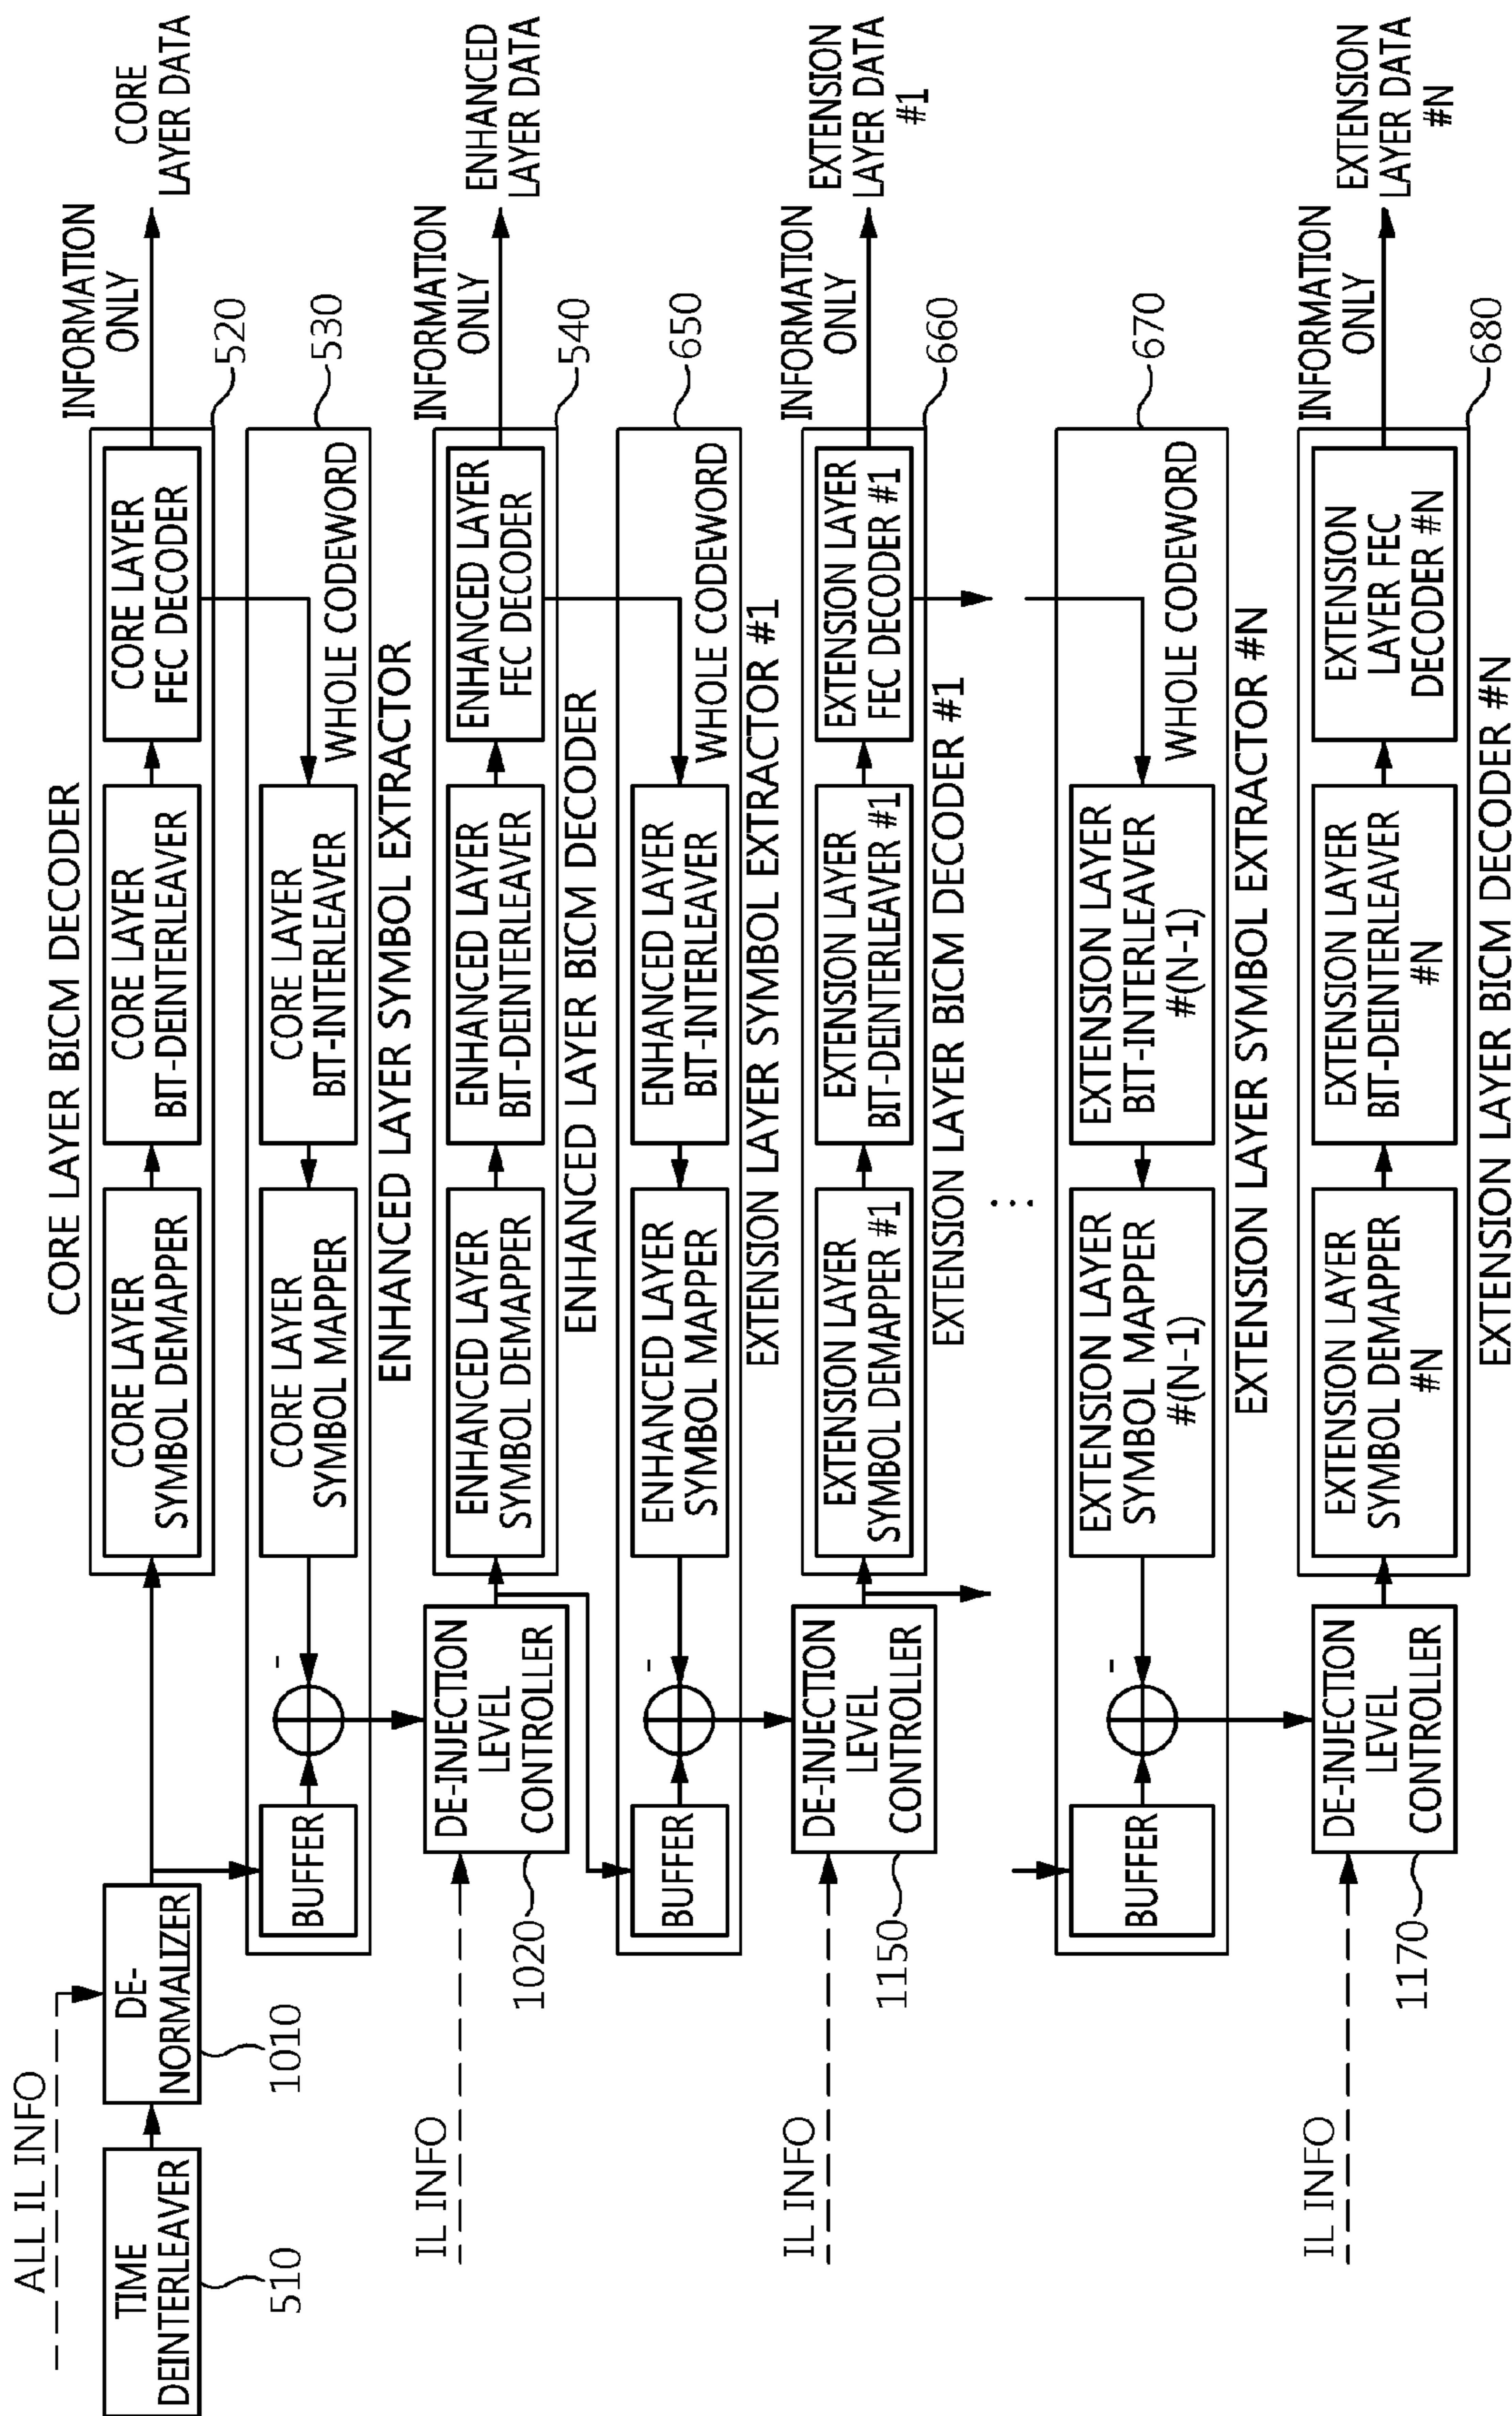 ALL IL INFO
TIME
DEINTERLEAVER
510
DE-
NORMALIZER
1010
CORE LAYER BICM DECODER
CORE LAYER
SYMBOL DEMAPPER
CORE LAYER
BIT-DEINTERLEAVER
CORE LAYER
FEC DECODER
520
INFORMATION
ONLY
CORE
LAYER DATA
BUFFER
-
CORE LAYER
SYMBOL MAPPER
CORE LAYER
BIT-INTERLEAVER
WHOLE CODEWORD
530
ENHANCED LAYER SYMBOL EXTRACTOR
IL INFO
DE-INJECTION
LEVEL
CONTROLLER
1020
ENHANCED LAYER
SYMBOL DEMAPPER
ENHANCED LAYER
BIT-DEINTERLEAVER
ENHANCED LAYER
FEC DECODER
540
INFORMATION
ONLY
ENHANCED
LAYER DATA
ENHANCED LAYER BICM DECODER
BUFFER
-
ENHANCED LAYER
SYMBOL MAPPER
ENHANCED LAYER
BIT-INTERLEAVER
WHOLE CODEWORD
650
EXTENSION LAYER SYMBOL EXTRACTOR #1
IL INFO
DE-INJECTION
LEVEL
CONTROLLER
1150
EXTENSION LAYER
SYMBOL DEMAPPER #1
EXTENSION LAYER
BIT-DEINTERLEAVER #1
EXTENSION LAYER
FEC DECODER #1
660
INFORMATION
ONLY
EXTENSION
LAYER DATA
#1
EXTENSION LAYER BICM DECODER #1
...
BUFFER
-
EXTENSION LAYER
SYMBOL MAPPER
#(N-1)
EXTENSION LAYER
BIT-INTERLEAVER
#(N-1)
WHOLE CODEWORD
670
EXTENSION LAYER SYMBOL EXTRACTOR #N
IL INFO
DE-INJECTION
LEVEL
CONTROLLER
1170
EXTENSION LAYER
SYMBOL DEMAPPER
#N
EXTENSION LAYER
BIT-DEINTERLEAVER
#N
EXTENSION
LAYER FEC
DECODER #N
680
INFORMATION
ONLY
EXTENSION
LAYER DATA
#N
EXTENSION LAYER BICM DECODER #N